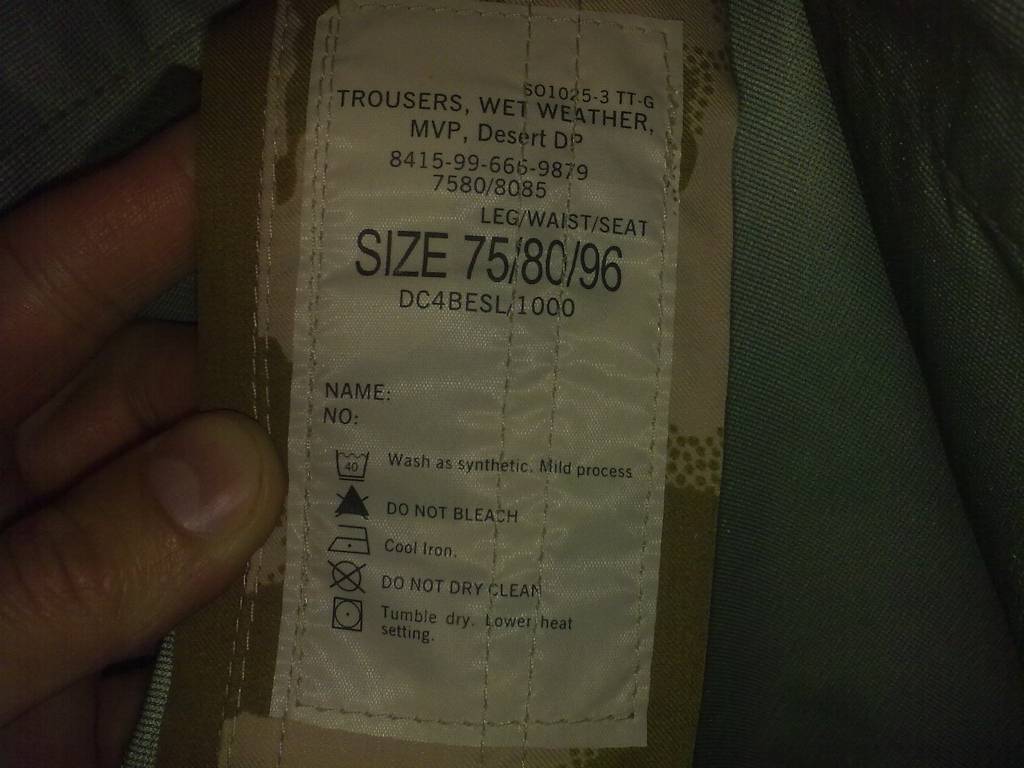 SO1025-3 TT-G
TROUSERS, WET WEATHER,
MVP, Desert DP
8415-99-666-9879
7580/8085
LEG/WAIST/SEAT
SIZE 75/80/96
DC4BESL/1000
NAME:
NO:
40 Wash as synthetic. Mild process
DO NOT BLEACH
Cool Iron.
DO NOT DRY CLEAN
Tumble dry. Lower heat
setting.